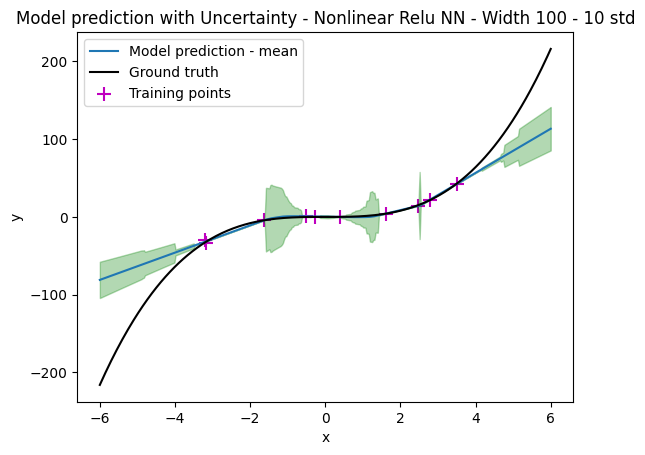 Model prediction with Uncertainty - Nonlinear Relu NN - Width 100 - 10 std
Model prediction - mean
Ground truth
Training points
200
100
0
−100
−200
y
−6 −4 −2 0 2 4 6
x